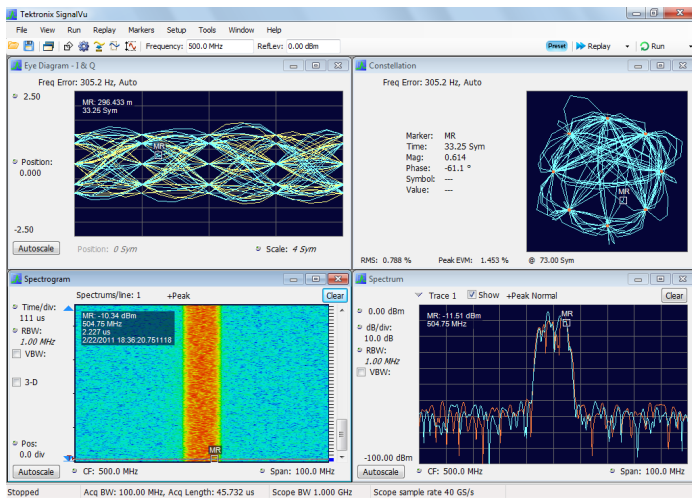 Tektronix SignalVu
File View Run Replay Markers Setup Tools Window Help
Frequency: 500.0 MHz RefLev: 0.00 dBm Preset Replay Run
Eye Diagram - I & Q
Freq Error: 305.2 Hz, Auto
2.50
MR: 296.433 m
33.25 Sym
MR
Position:
0.000
-2.50
Autoscale Position: 0 Sym Scale: 4 Sym
Constellation
Freq Error: 305.2 Hz, Auto
Marker: MR
Time: 33.25 Sym
Mag: 0.614
Phase: -61.1 °
Symbol: ---
Value: ---
MR
RMS: 0.788 % Peak EVM: 1.453 % @ 73.00 Sym
Spectrogram
Spectrums/line: 1 +Peak Clear
Time/div:
111 us
RBW:
1.00 MHz
VBW:
3-D
Pos:
0.0 div
MR: -10.34 dBm
504.75 MHz
2.227 us
2/22/2011 18:36:20.751118
MR
Autoscale CF: 500.0 MHz Span: 100.0 MHz
Spectrum
Trace 1 Show +Peak Normal Clear
0.00 dBm
dB/div:
10.0 dB
RBW:
1.00 MHz
VBW:
MR: -11.51 dBm
504.75 MHz
MR
-100.00 dBm
Autoscale CF: 500.0 MHz Span: 100.0 MHz
Stopped Acq BW: 100.00 MHz, Acq Length: 45.732 us Scope BW 1.000 GHz Scope sample rate 40 GS/s